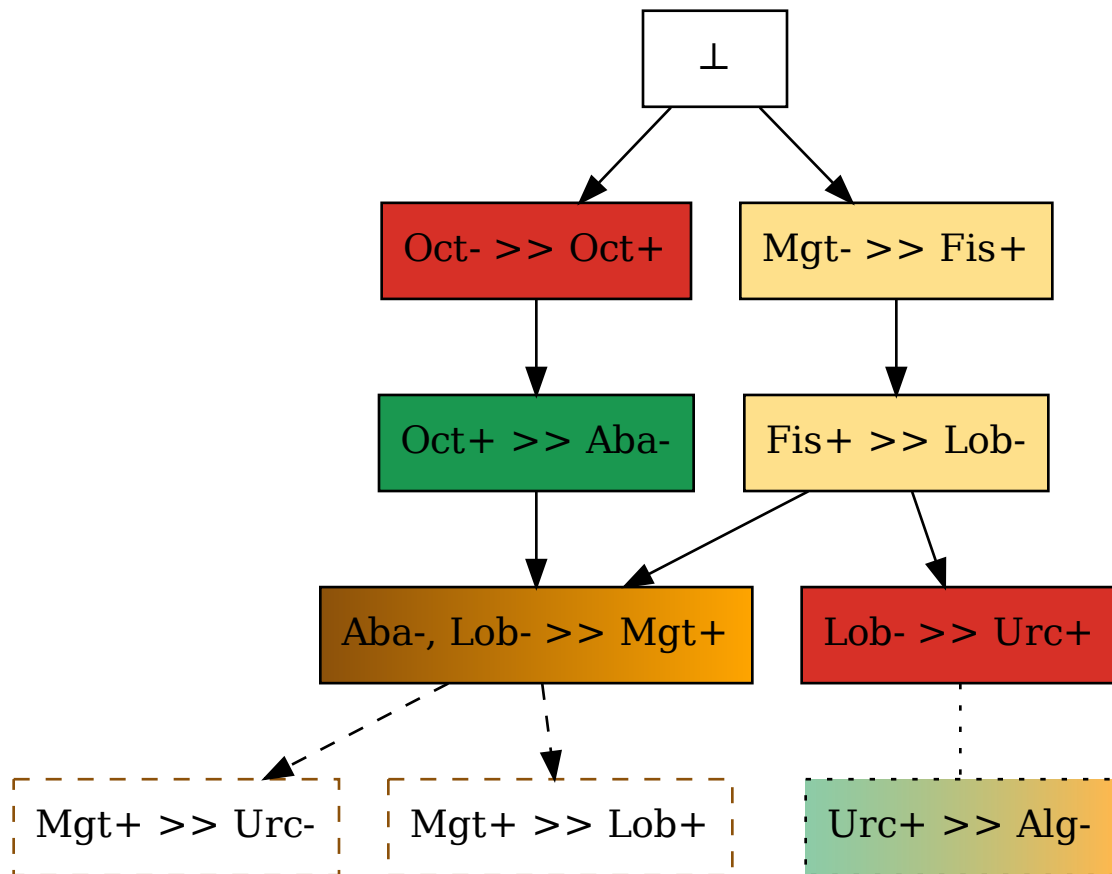 ⊥
Oct- >> Oct+
Mgt- >> Fis+
Oct+ >> Aba-
Fis+ >> Lob-
Aba-, Lob- >> Mgt+
Lob- >> Urc+
Mgt+ >> Urc-
Mgt+ >> Lob+
Urc+ >> Alg-